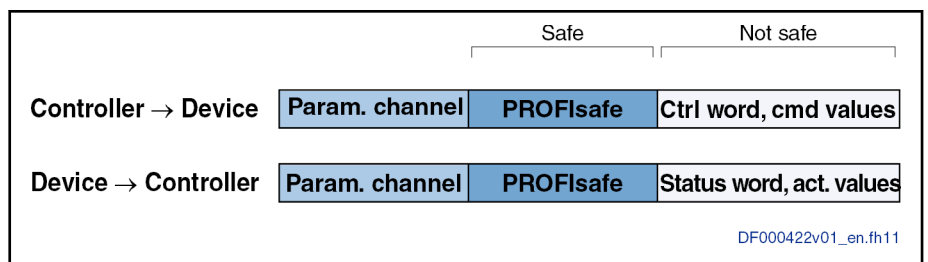 Safe Not safe
Controller → Device Param. channel PROFIsafe Ctrl word, cmd values
Device → Controller Param. channel PROFIsafe Status word, act. values
DF000422v01_en.fh11